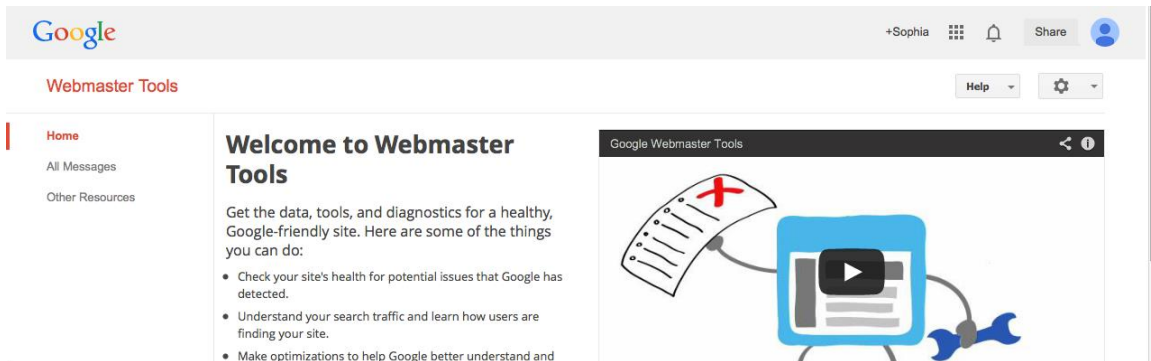 Google
+Sophia
Share
Webmaster Tools
Help
Home
All Messages
Other Resources
Welcome to Webmaster
Tools
Get the data, tools, and diagnostics for a healthy,
Google-friendly site. Here are some of the things
you can do:
Check your site's health for potential issues that Google has
detected.
Understand your search traffic and learn how users are
finding your site.
Make optimizations to help Google better understand and
Google Webmaster Tools